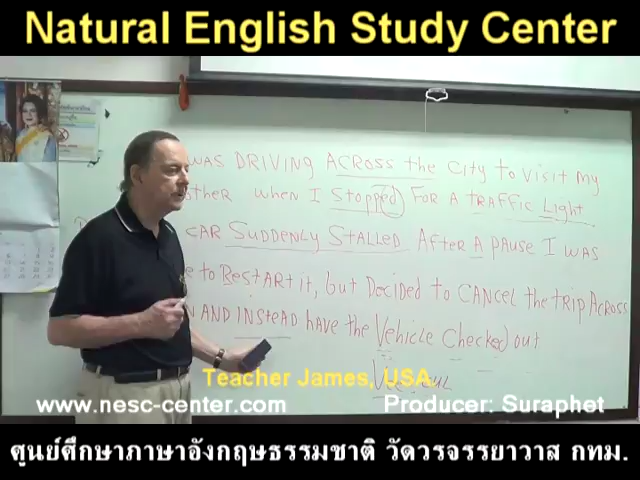 Natural English Study Center
WAS DRIVING ACROSS the city to visit my
other when I Stopped FOR A traffic Light
CAR SUDDENLY STALLED After A pAUSE I WAS
e to REstARt it, but DeciDED to CANCEL the tRip ACROSS
N AND instead have the Vehicle Checked out
Teacher James, USA
www.nesc-center.com Producer: Suraphet
ศูนย์ศึกษาภาษาอังกฤษธรรมชาติ วัดวรจรรยาวาส กทม.